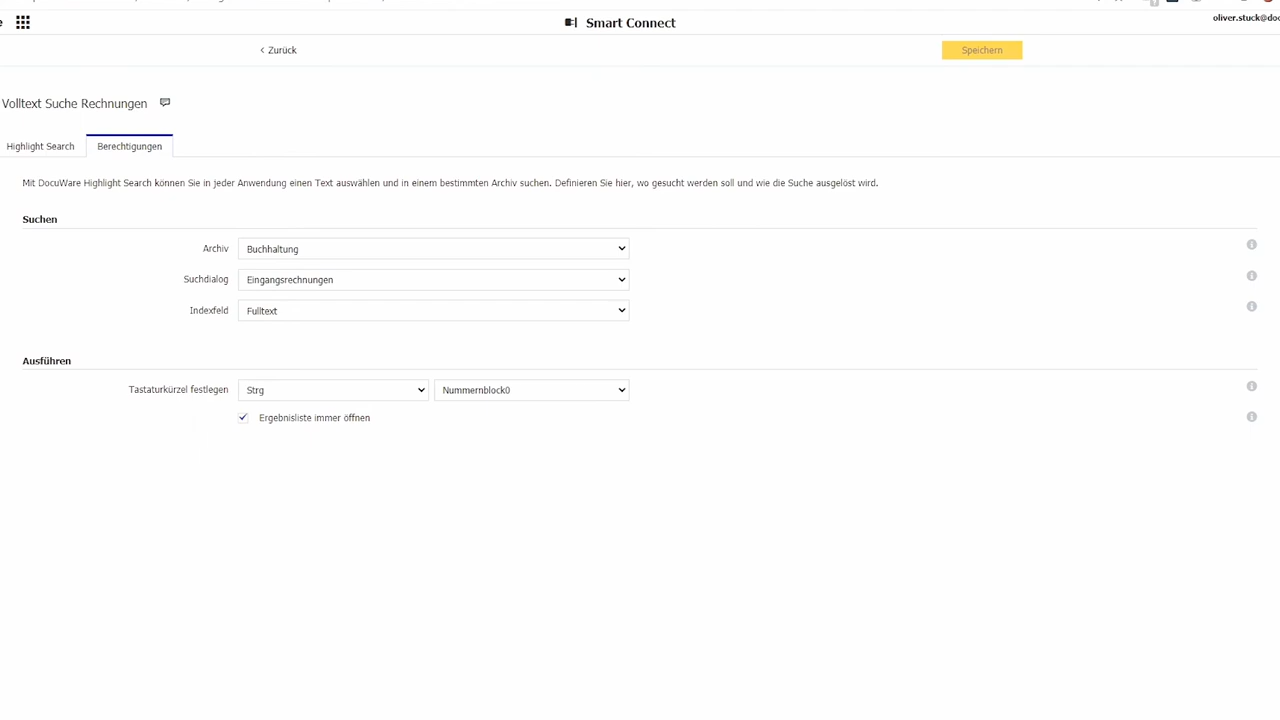 Smart Connect
oliver.stuck@doc
Zurück
Speichern
Volltext Suche Rechnungen
Highlight Search
Berechtigungen
Mit DocuWare Highlight Search können Sie in jeder Anwendung einen Text auswählen und in einem bestimmten Archiv suchen. Definieren Sie hier, wo gesucht werden soll und wie die Suche ausgelöst wird.
Suchen
Archiv Buchhaltung
Suchdialog Eingangsrechnungen
Indexfeld Fulltext
Ausführen
Tastaturkürzel festlegen Strg Nummernblock0
Ergebnisliste immer öffnen